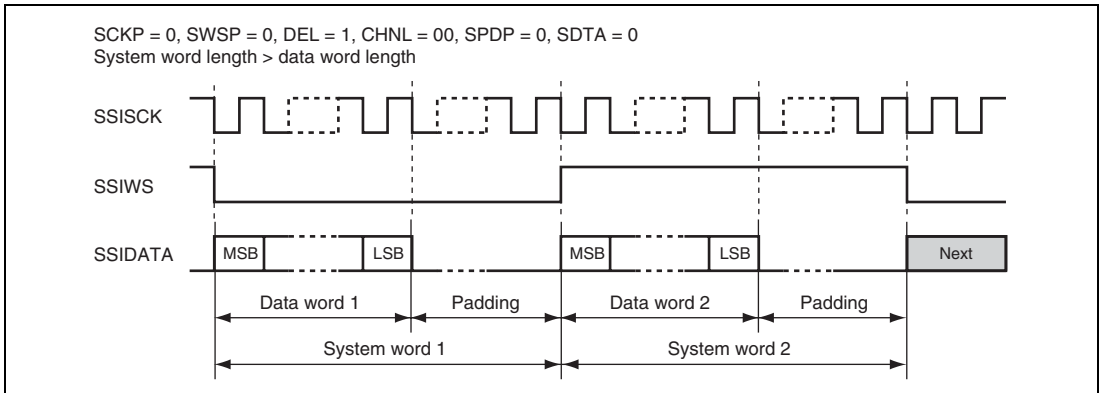 SCKP = 0, SWSP = 0, DEL = 1, CHNL = 00, SPDP = 0, SDTA = 0
System word length > data word length
SSISCK
SSIWS
SSIDATA MSB LSB MSB LSB Next
Data word 1 Padding Data word 2 Padding
System word 1 System word 2